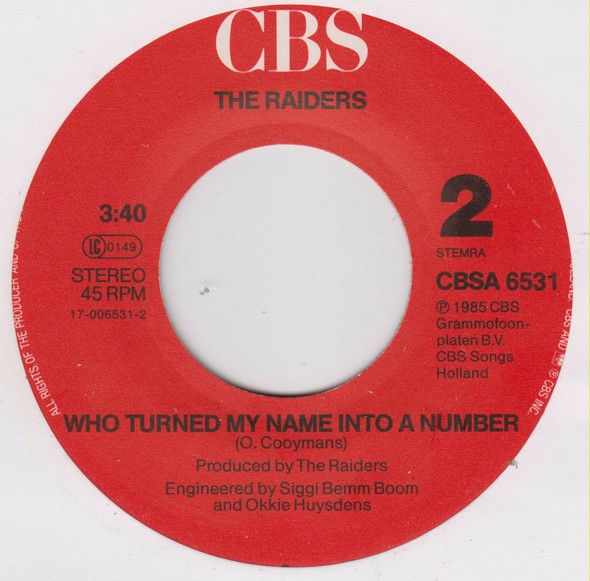 CBS
THE RAIDERS
3:40
LC 0149
STEREO
45 RPM
17-006531-2
2
STEMRA
CBSA 6531
℗ 1985 CBS
Grammofoon-
platen B.V.
CBS Songs
Holland
WHO TURNED MY NAME INTO A NUMBER
(O. Cooymans)
Produced by The Raiders
Engineered by Siggi Bemm Boom
and Okkie Huysdens
ALL RIGHTS OF THE PRODUCER AND
CBS AND
® CBS INC.